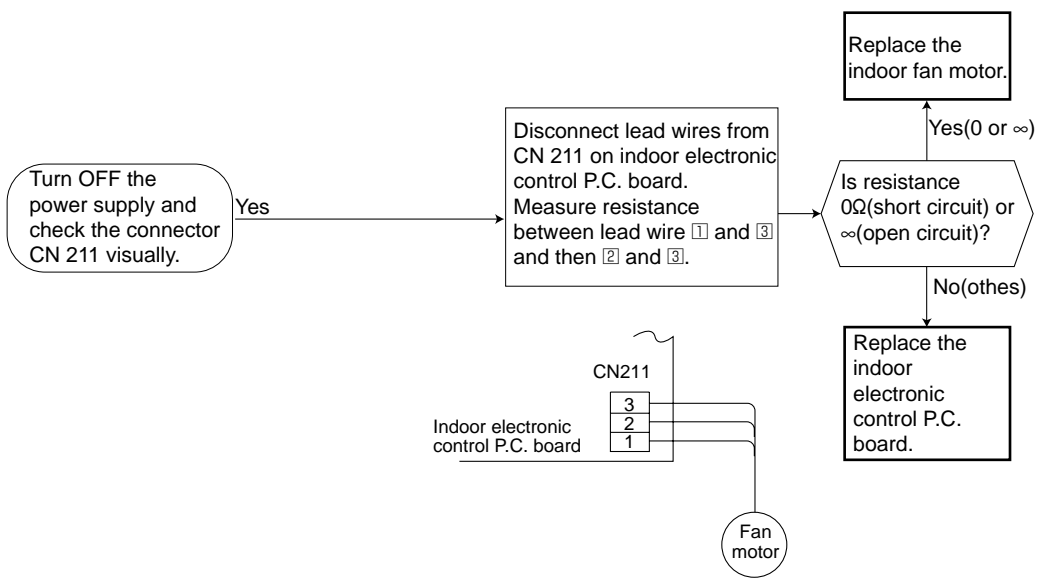 Turn OFF the
power supply and
check the connector
CN 211 visually.
Yes
Disconnect lead wires from
CN 211 on indoor electronic
control P.C. board.
Measure resistance
between lead wire 1 and 3
and then 2 and 3.
Is resistance
0Ω(short circuit) or
∞(open circuit)?
Yes(0 or ∞)
Replace the
indoor fan motor.
No(othes)
Replace the
indoor
electronic
control P.C.
board.
CN211
3
2
1
Indoor electronic
control P.C. board
Fan
motor